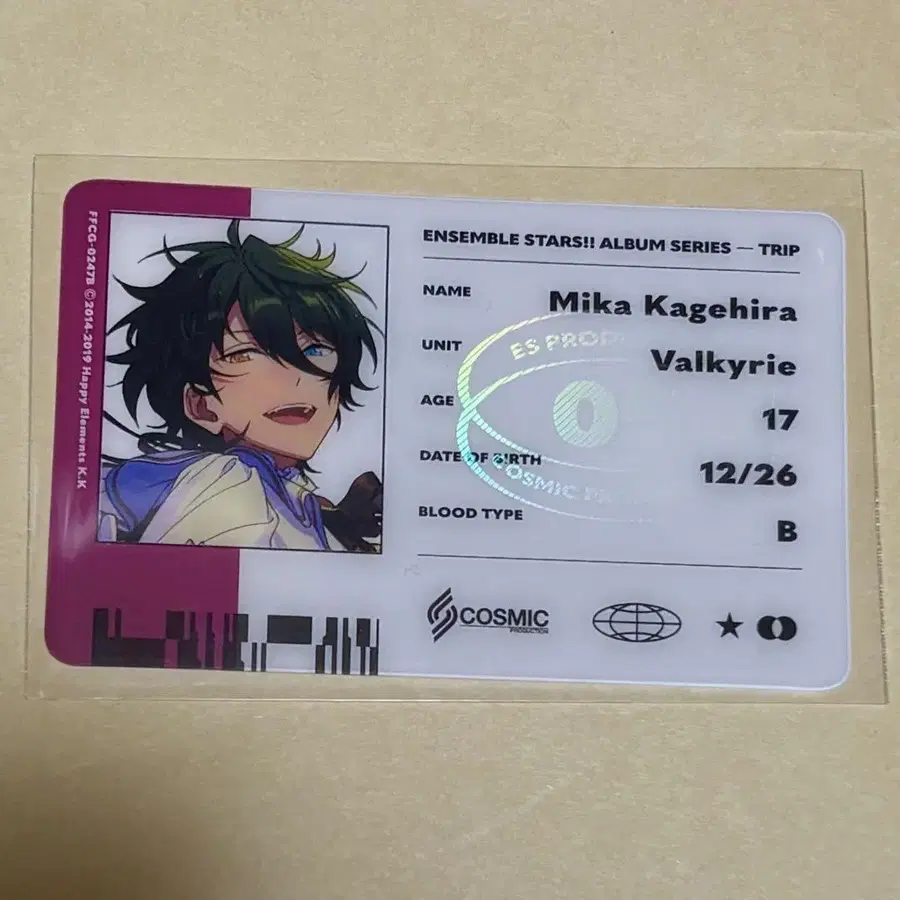 ENSEMBLE STARS!! ALBUM SERIES — TRIP
NAME Mika Kagehira
UNIT Valkyrie
AGE 17
DATE OF BIRTH 12/26
BLOOD TYPE B
ES PROD
COSMIC
COSMIC
PRODUCTION
FFCG-0247B ©2014-2019 Happy Elements K.K